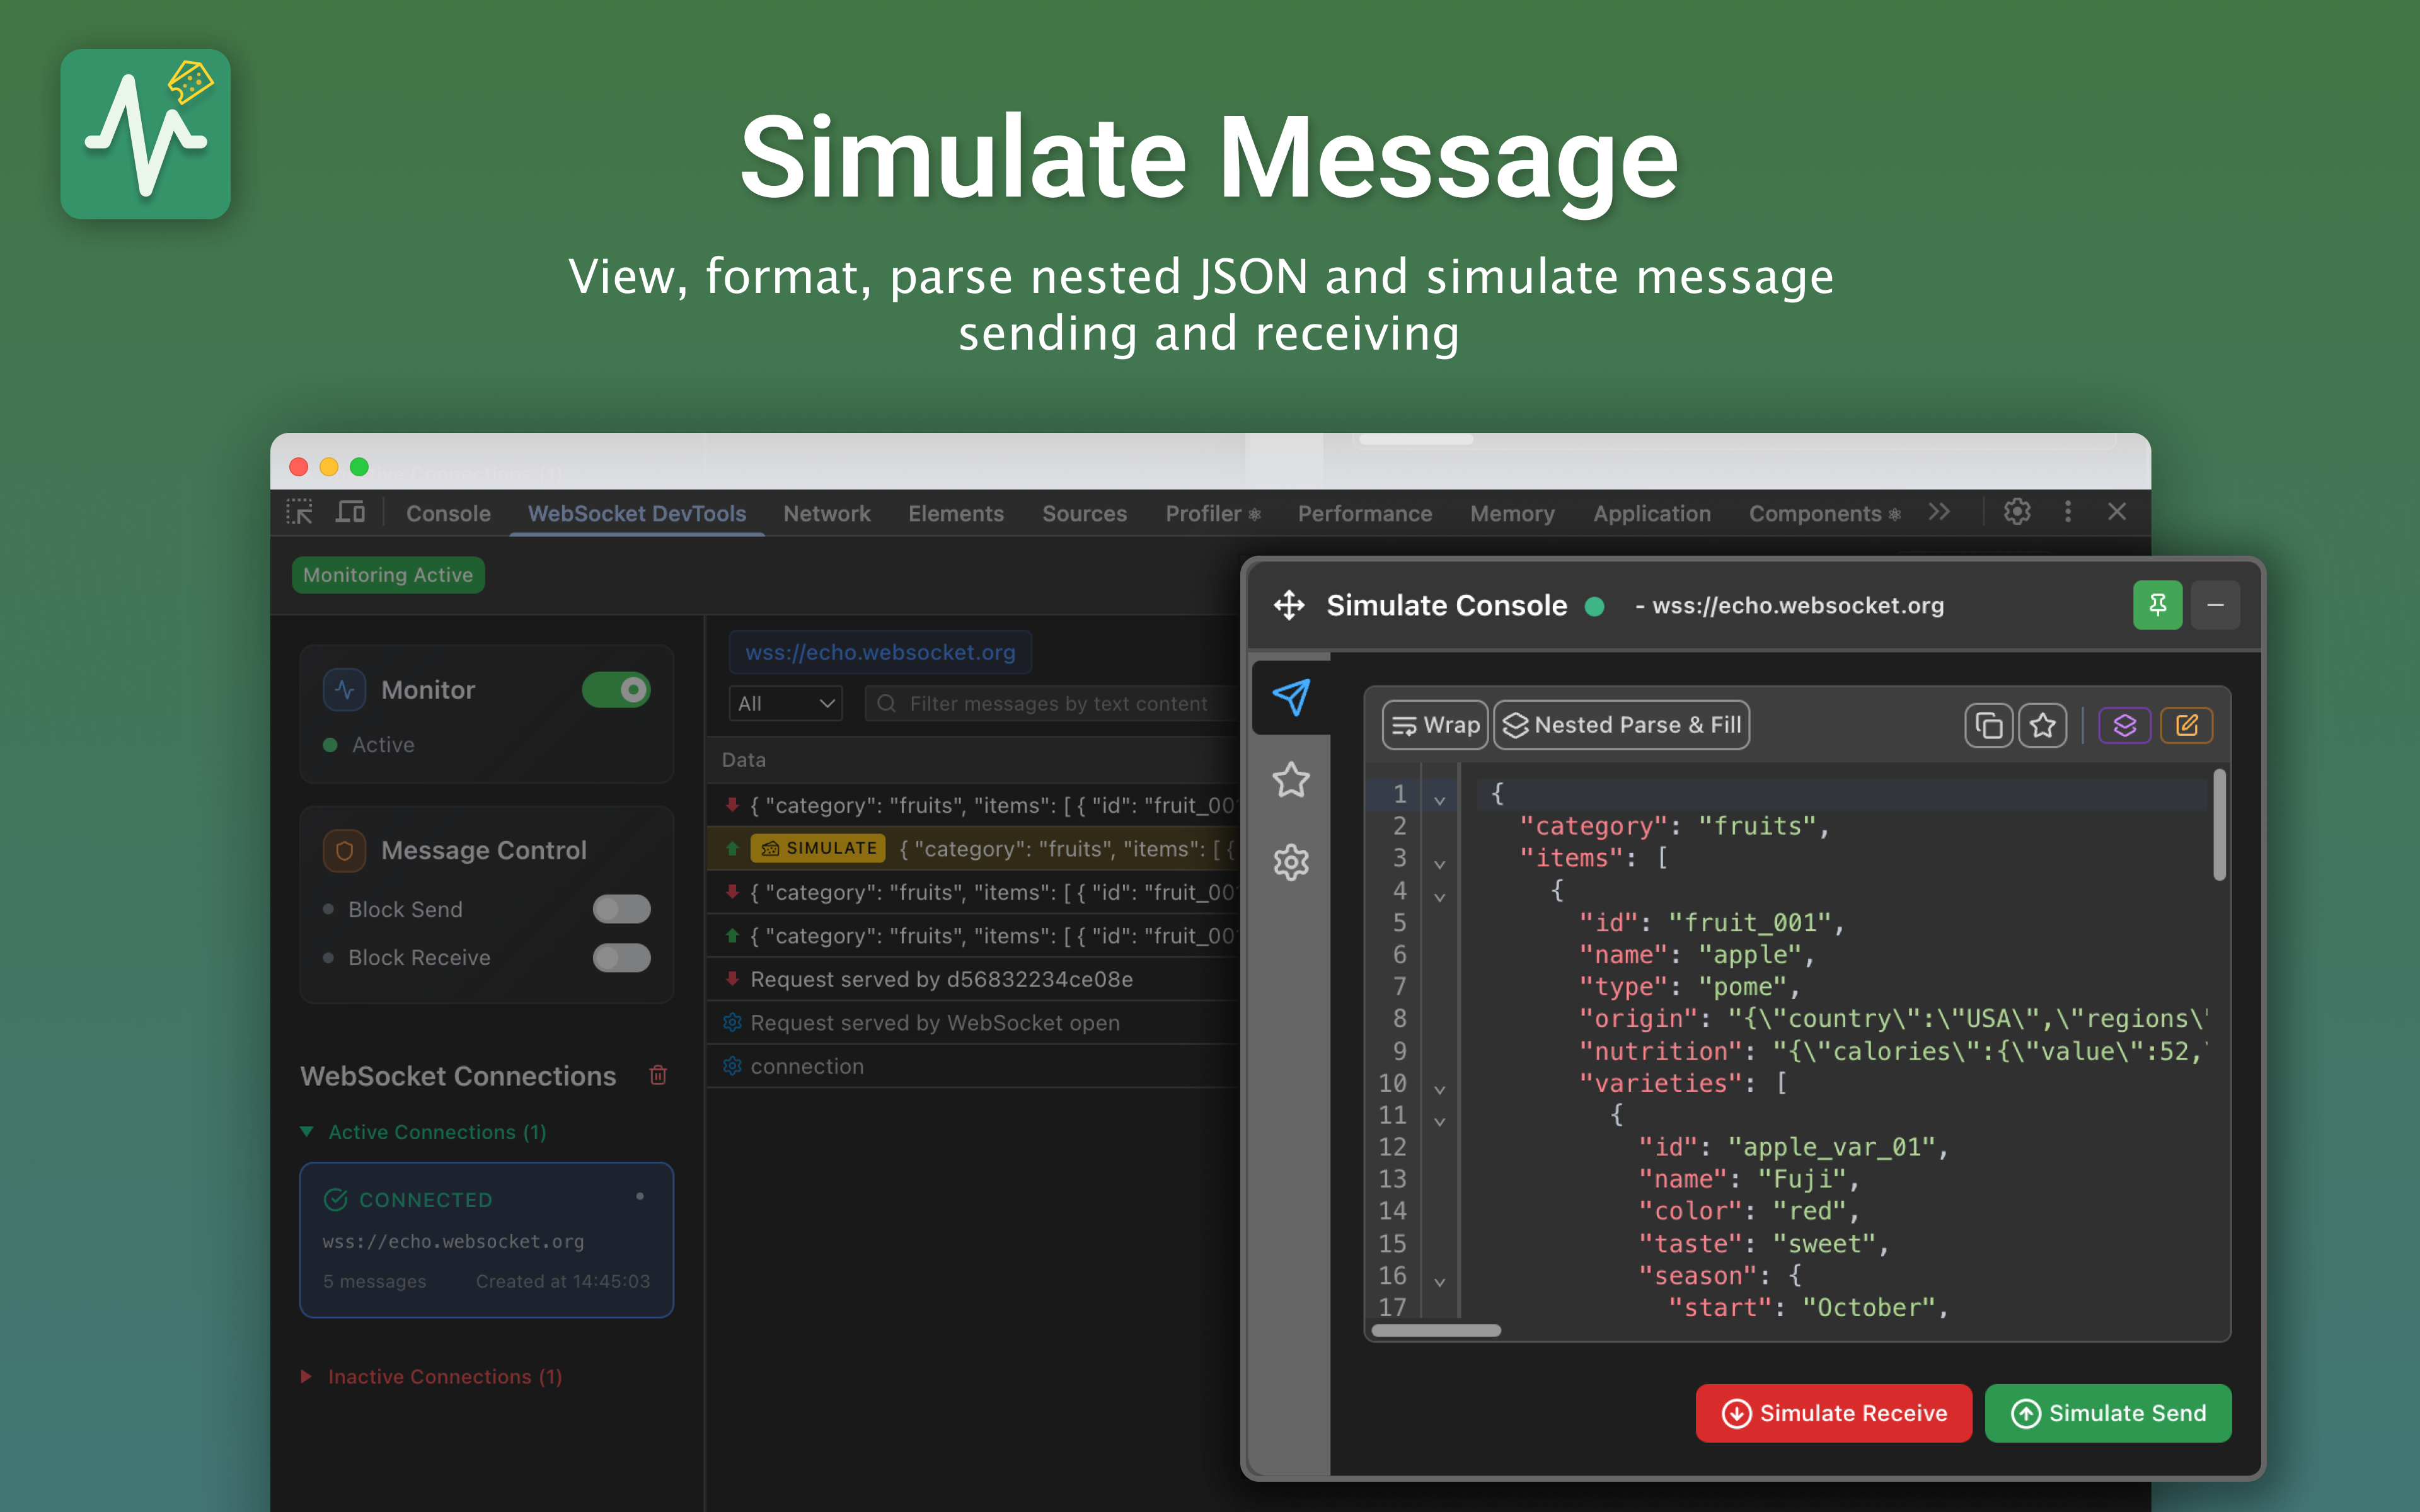 Simulate Message
View, format, parse nested JSON and simulate message
sending and receiving
Console
WebSocket DevTools
Network
Elements
Sources
Profiler
Performance
Memory
Application
Components
Monitoring Active
Monitor
Active
Message Control
Block Send
Block Receive
WebSocket Connections
Active Connections (1)
CONNECTED
wss://echo.websocket.org
5 messages
Created at 14:45:03
Inactive Connections (1)
wss://echo.websocket.org
All
Filter messages by text content
Data
{ "category": "fruits", "items": [ { "id": "fruit_001
SIMULATE { "category": "fruits", "items": [ {
{ "category": "fruits", "items": [ { "id": "fruit_001
{ "category": "fruits", "items": [ { "id": "fruit_001
Request served by d56832234ce08e
Request served by WebSocket open
connection
Simulate Console - wss://echo.websocket.org
Wrap
Nested Parse & Fill
1 {
2 "category": "fruits",
3 "items": [
4 {
5 "id": "fruit_001",
6 "name": "apple",
7 "type": "pome",
8 "origin": "{\"country\":\"USA\",\"regions\"
9 "nutrition": "{\"calories\":{\"value\":52,
10 "varieties": [
11 {
12 "id": "apple_var_01",
13 "name": "Fuji",
14 "color": "red",
15 "taste": "sweet",
16 "season": {
17 "start": "October",
Simulate Receive
Simulate Send